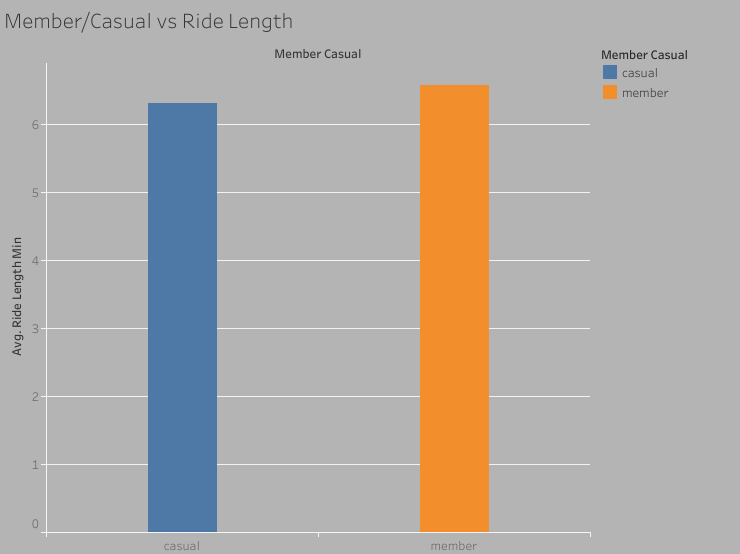 Member/Casual vs Ride Length
Member Casual
Member Casual
casual
member
Avg. Ride Length Min
6
5
4
3
2
1
0
casual
member